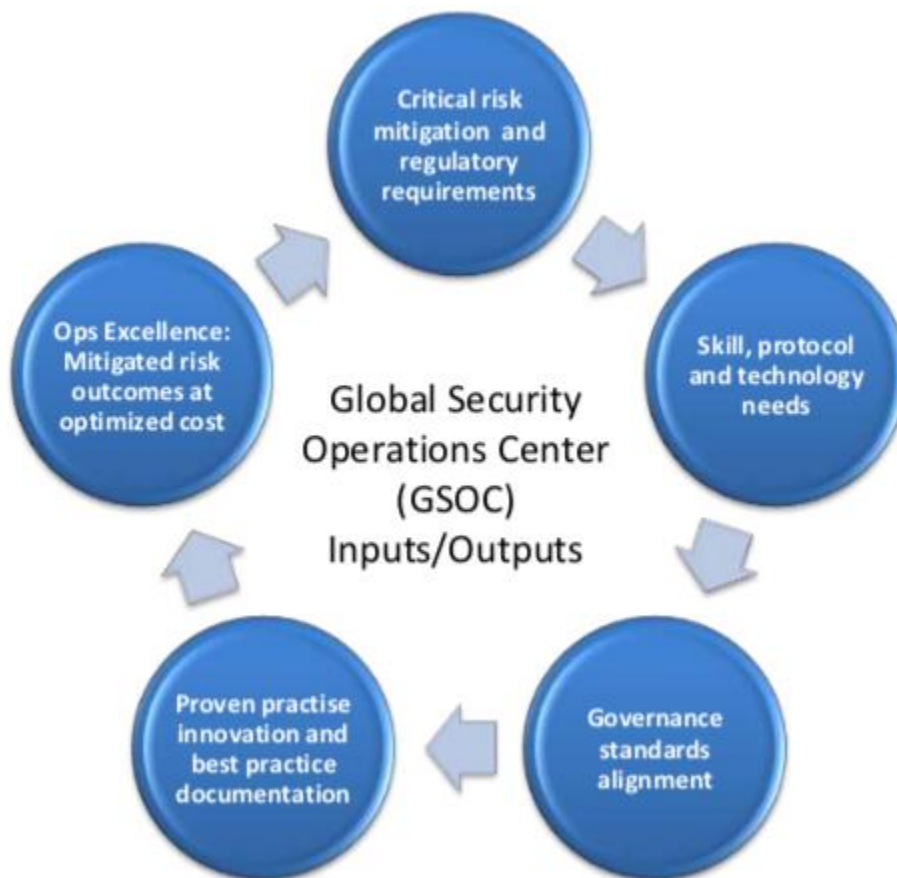 Critical risk
mitigation and
regulatory
requirements
Skill, protocol
and technology
needs
Governance
standards
alignment
Proven practise
innovation and
best practice
documentation
Ops Excellence:
Mitigated risk
outcomes at
optimized cost
Global Security
Operations Center
(GSOC)
Inputs/Outputs